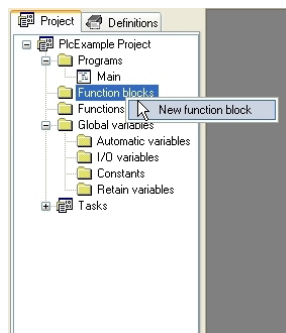 Project Definitions
PlcExample Project
Programs
Main
Function blocks
New function block
Functions
Global variables
Automatic variables
I/O variables
Constants
Retain variables
Tasks